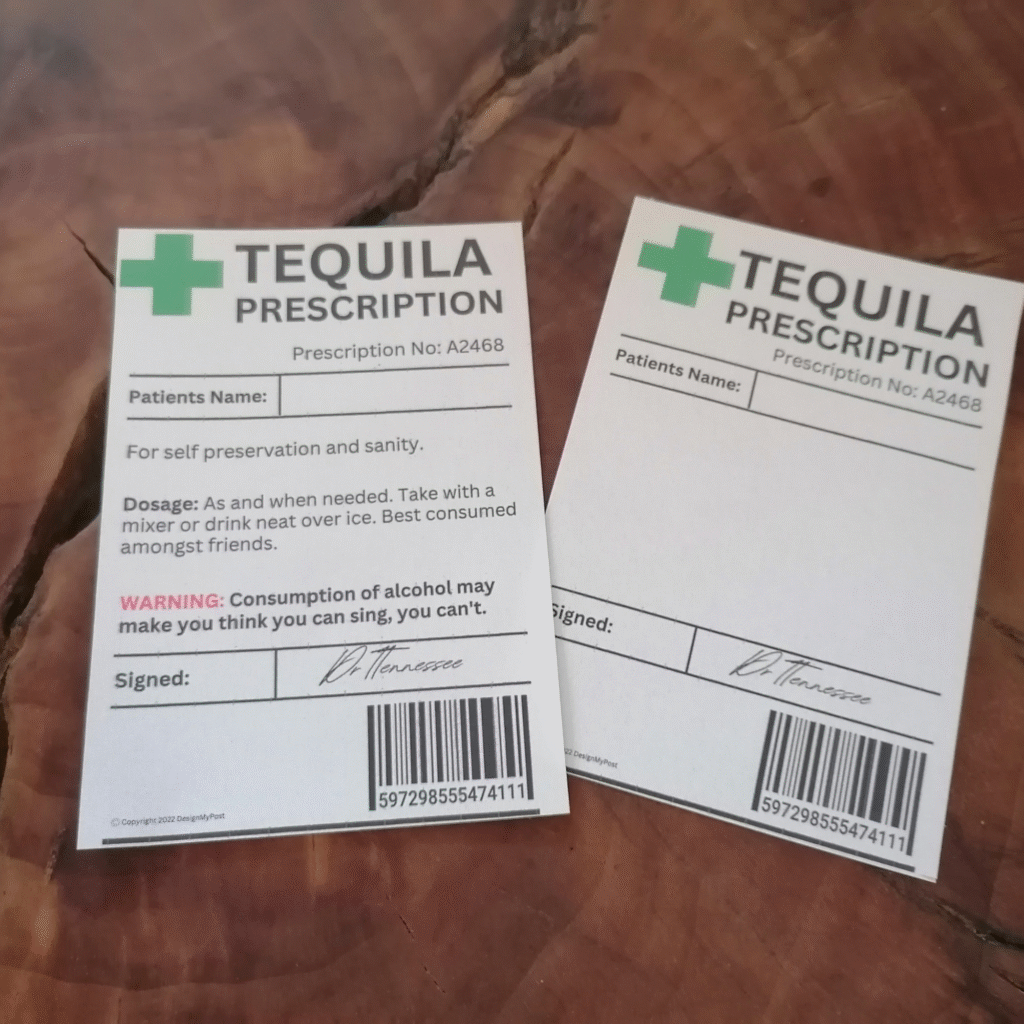 TEQUILA
PRESCRIPTION
Prescription No: A2468
Patients Name:
For self preservation and sanity.
Dosage: As and when needed. Take with a
mixer or drink neat over ice. Best consumed
amongst friends.
WARNING: Consumption of alcohol may
make you think you can sing, you can't.
Signed:
Dr Tennessee
597298555474111
© Copyright 2022 DesignMyPost
TEQUILA
PRESCRIPTION
Prescription No: A2468
Patients Name:
Signed:
Dr Tennessee
597298555474111
22 DesignMyPost